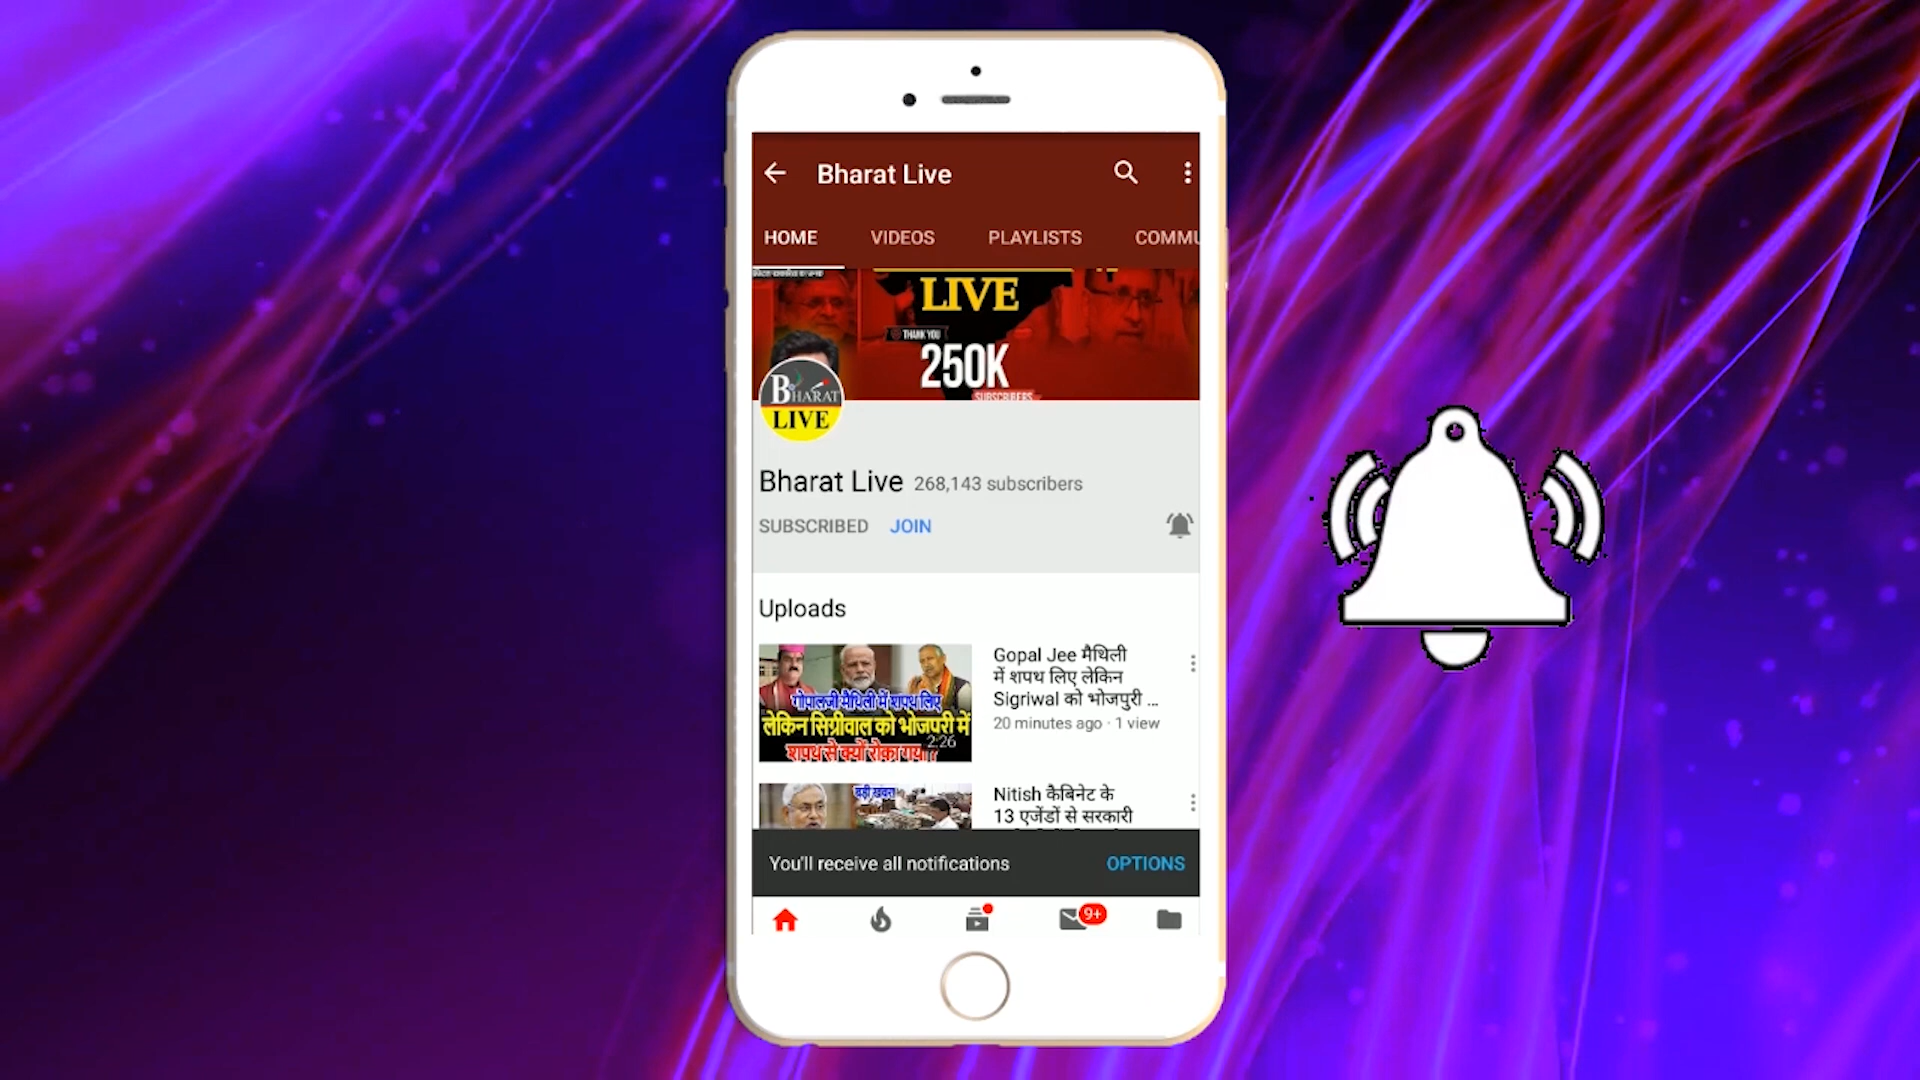 Bharat Live
HOME VIDEOS PLAYLISTS COMMU
LIVE
THANK YOU
250K
SUBSCRIBERS
BHARAT
LIVE
Bharat Live 268,143 subscribers
SUBSCRIBED JOIN
Uploads
गोपालजी मैथिली में शपथ लिए
लेकिन सिग्रीवाल को भोजपुरी में
शपथ से क्यों रोका गया
2:26
Gopal Jee मैथिली
में शपथ लिए लेकिन
Sigriwal को भोजपुरी ...
20 minutes ago · 1 view
बड़ी खबर
Nitish कैबिनेट के
13 एजेंडों से सरकारी
You'll receive all notifications OPTIONS
9+